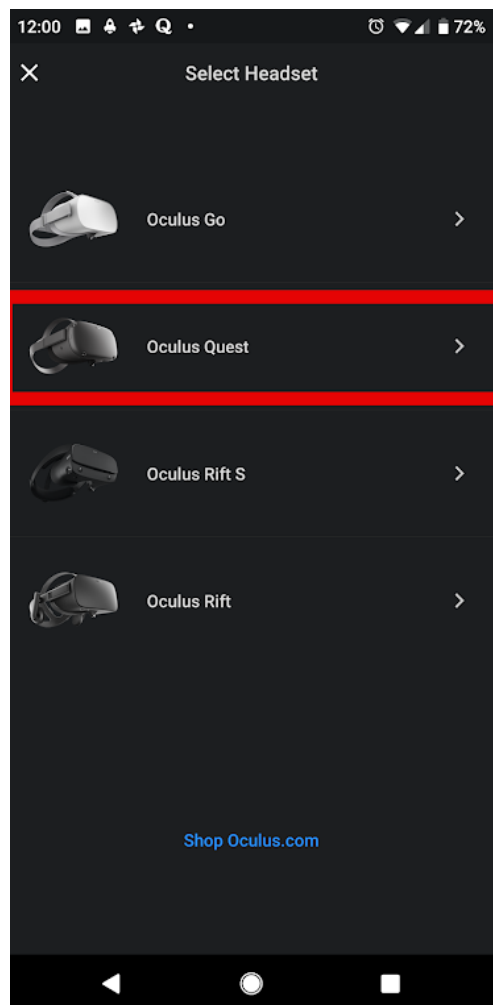 12:00 Q 72%
Select Headset
Oculus Go
Oculus Quest
Oculus Rift S
Oculus Rift
Shop Oculus.com